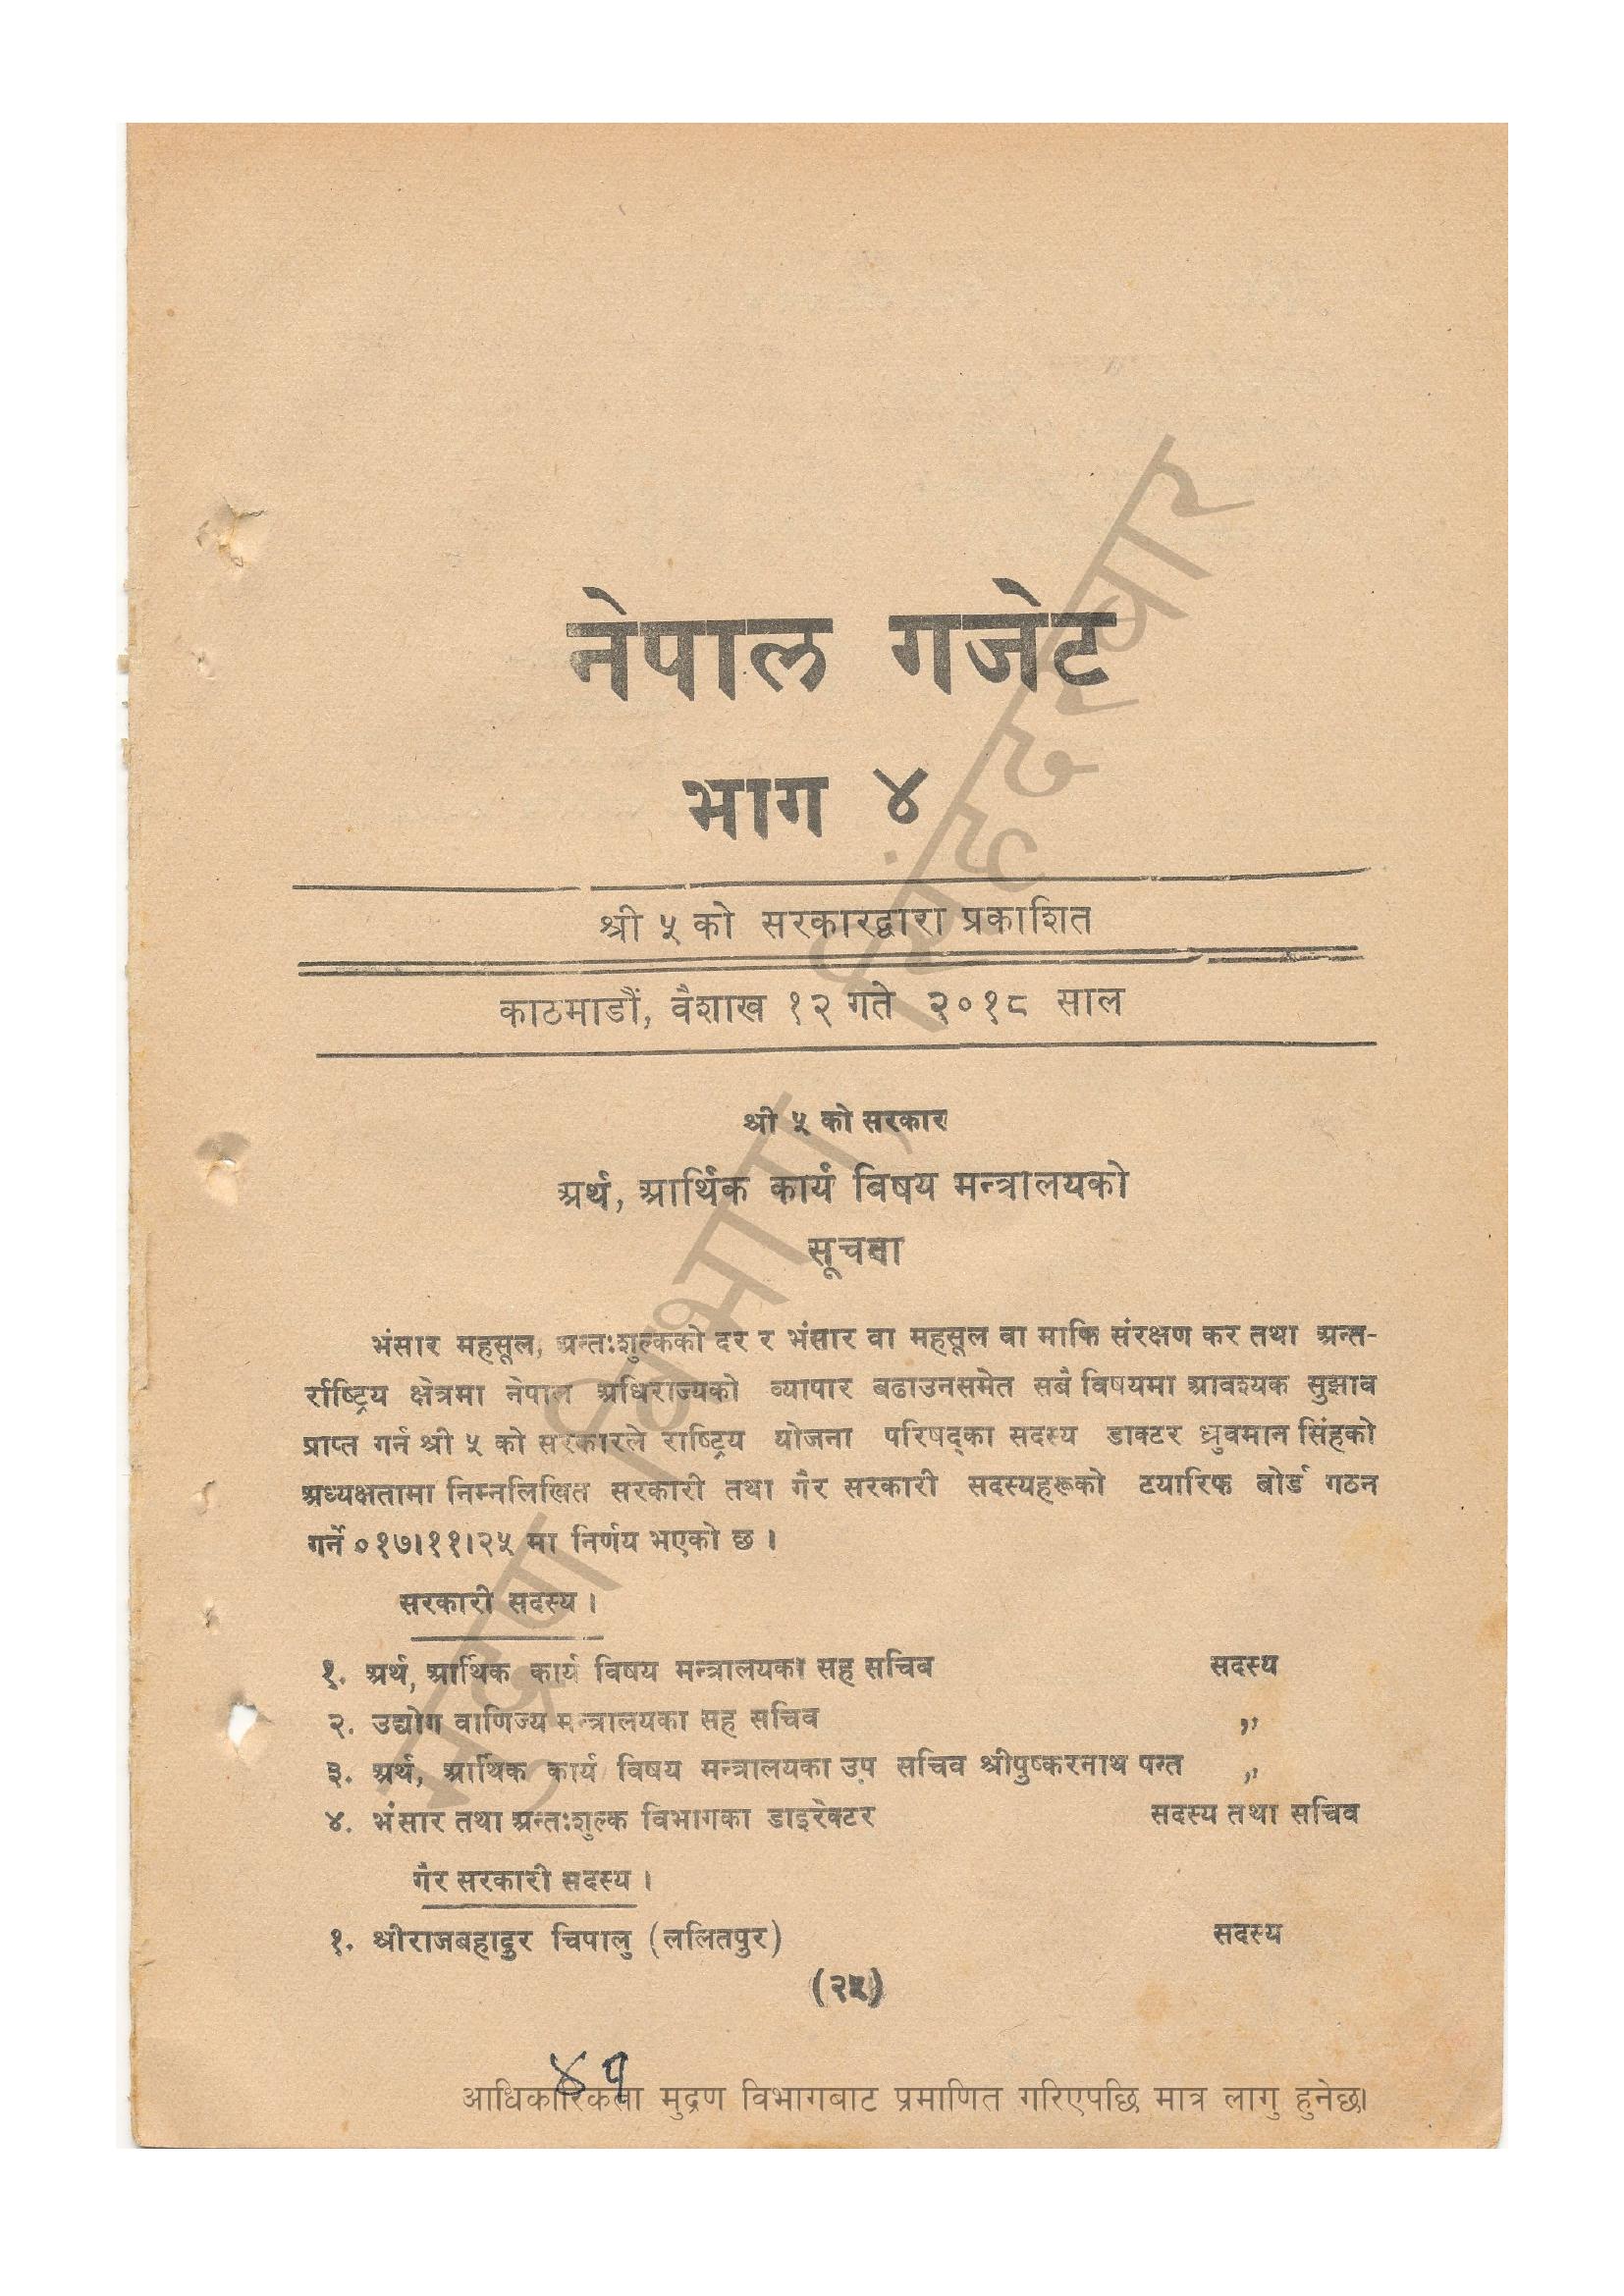 नेपाल गजेट
भाग ४
श्री ५ को सरकारद्वारा प्रकाशित
काठमाडौं, वैशाख १२ गते २०१८ साल
श्री ५ को सरकार
अर्थ, आर्थिक कार्य बिषय मन्त्रालयको
सूचना
भंसार महसूल, अन्तःशुल्कको दर र भंसार वा महसूल वा माफि संरक्षण कर तथा अन्त-
र्राष्ट्रिय क्षेत्रमा नेपाल अधिराज्यको व्यापार बढाउनसमेत सबै विषयमा आवश्यक सुझाव
प्राप्त गर्न श्री ५ को सरकारले राष्ट्रिय योजना परिषद्का सदस्य डाक्टर ध्रुवमान सिंहको
अध्यक्षतामा निम्नलिखित सरकारी तथा गैर सरकारी सदस्यहरूको टयारिफ बोर्ड गठन
गर्ने ०१७।११।२५ मा निर्णय भएको छ ।
सरकारी सदस्य ।
१. अर्थ, आर्थिक कार्य विषय मन्त्रालयका सह सचिब सदस्य
२. उद्योग वाणिज्य मन्त्रालयका सह सचिव ,,
३. अर्थ, आर्थिक कार्य विषय मन्त्रालयका उप सचिव श्रीपुष्करनाथ पन्त ,,
४. भंसार तथा अन्तःशुल्क विभागका डाइरेक्टर सदस्य तथा सचिव
गैर सरकारी सदस्य ।
१. श्रीराजबहादुर चिपालु (ललितपुर) सदस्य
(२५)
४१
आधिकारिकता मुद्रण विभागबाट प्रमाणित गरिएपछि मात्र लागु हुनेछ।
मुद्रण विभाग, सिंहदरबार